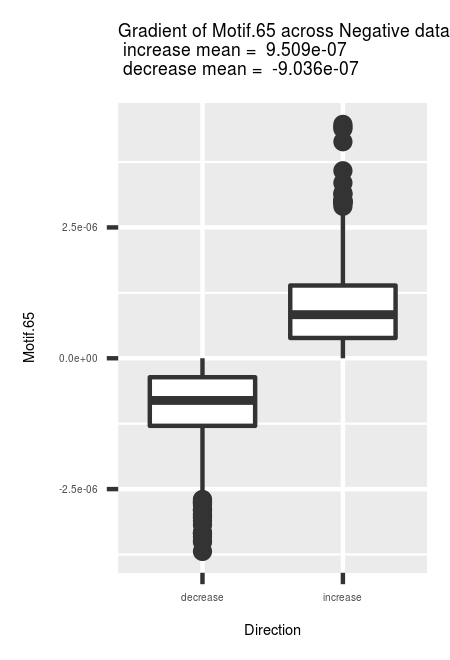 Gradient of Motif.65 across Negative data
increase mean =  9.509e-07
decrease mean =  -9.036e-07
Motif.65
2.5e-06
0.0e+00
-2.5e-06
decrease
increase
Direction